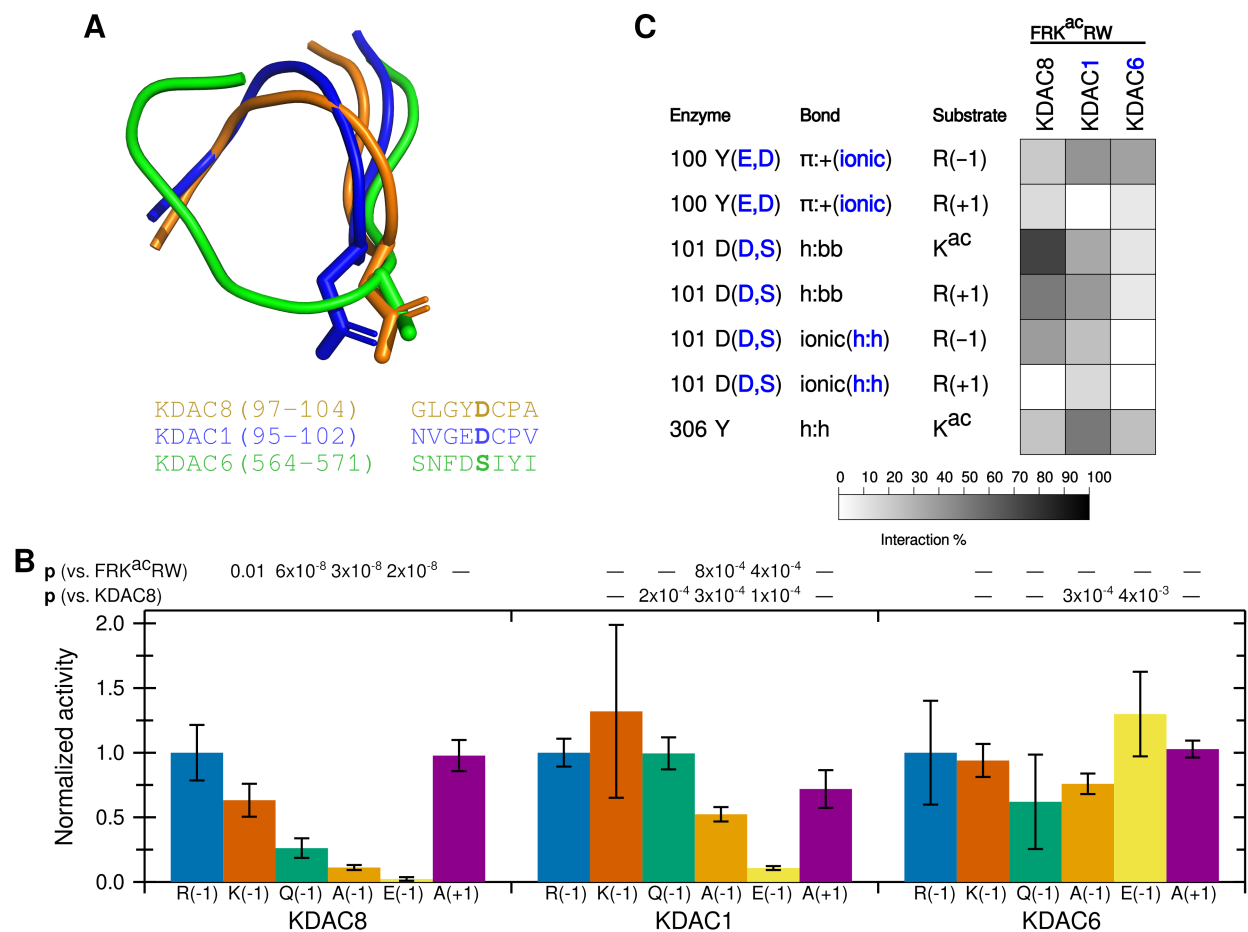 A
KDAC8(97–104) GLGYDCPA
KDAC1(95–102) NVGEDCPV
KDAC6(564–571) SNFDSIYI
C
FRKacRW
Enzyme Bond Substrate KDAC8 KDAC1 KDAC6
100 Y(E,D) π:+(ionic) R(−1)
100 Y(E,D) π:+(ionic) R(+1)
101 D(D,S) h:bb Kac
101 D(D,S) h:bb R(+1)
101 D(D,S) ionic(h:h) R(−1)
101 D(D,S) ionic(h:h) R(+1)
306 Y h:h Kac
0 10 20 30 40 50 60 70 80 90 100
Interaction %
B
p (vs. FRKacRW) 0.01 6x10-8 3x10-8 2x10-8 — — — 8x10-4 4x10-4 — — — — — —
p (vs. KDAC8) — 2x10-4 3x10-4 1x10-4 — — — 3x10-4 4x10-3 —
Normalized activity
2.0
1.5
1.0
0.5
0.0
R(-1) K(-1) Q(-1) A(-1) E(-1) A(+1) R(-1) K(-1) Q(-1) A(-1) E(-1) A(+1) R(-1) K(-1) Q(-1) A(-1) E(-1) A(+1)
KDAC8 KDAC1 KDAC6